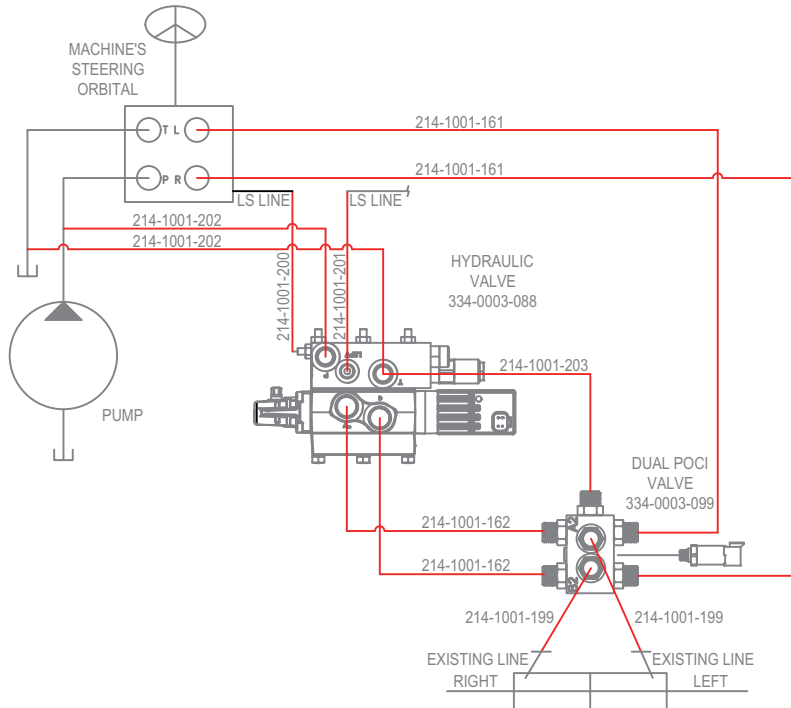 MACHINE'S
STEERING
ORBITAL
T L
P R
214-1001-161
214-1001-161
LS LINE
LS LINE
214-1001-202
214-1001-202
214-1001-200
214-1001-201
HYDRAULIC
VALVE
334-0003-088
P
T
214-1001-203
PUMP
DUAL POCI
VALVE
334-0003-099
A2
B2
214-1001-162
214-1001-162
214-1001-199
214-1001-199
EXISTING LINE
EXISTING LINE
RIGHT
LEFT